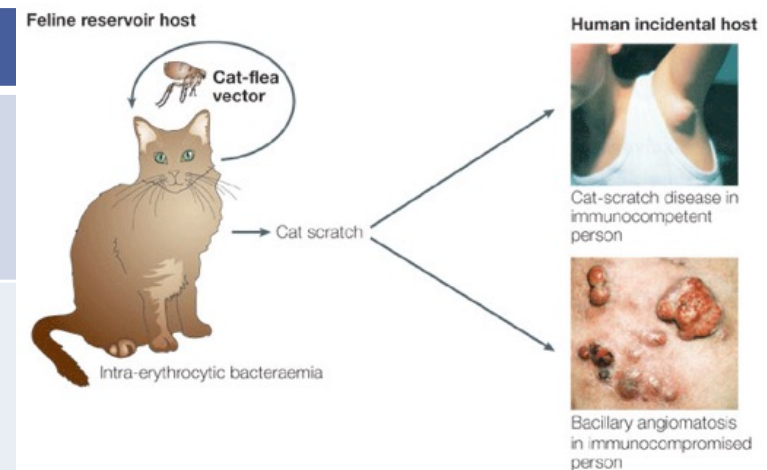 Feline reservoir host
Human incidental host
Cat-flea
vector
Cat scratch
Intra-erythrocytic bacteraemia
Cat-scratch disease in
immunocompetent
person
Bacillary angiomatosis
in immunocompromised
person